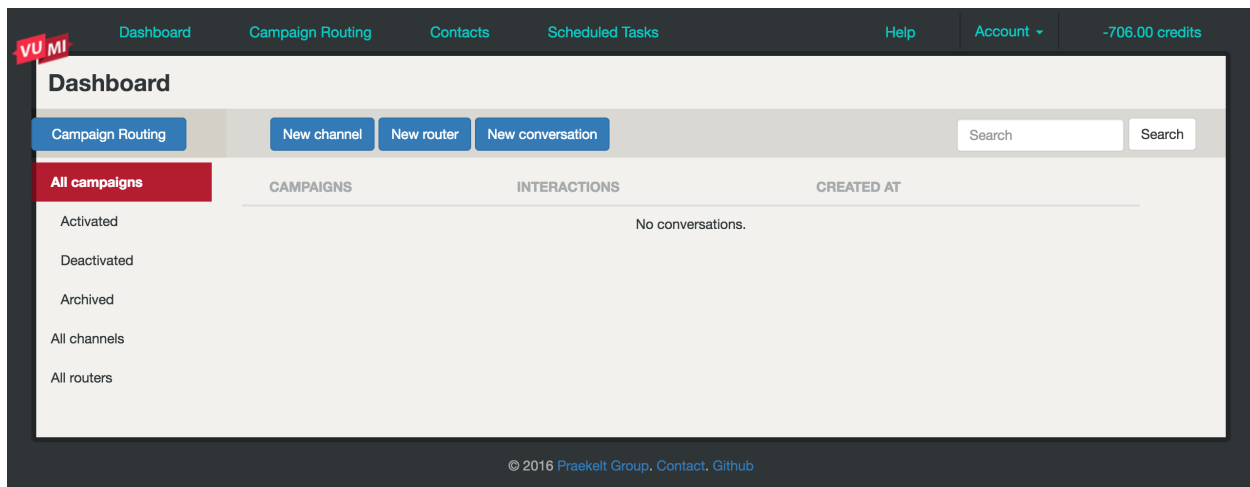 VUMI Dashboard Campaign Routing Contacts Scheduled Tasks Help Account -706.00 credits
Dashboard
Campaign Routing New channel New router New conversation Search Search
All campaigns CAMPAIGNS INTERACTIONS CREATED AT
Activated No conversations.
Deactivated
Archived
All channels
All routers
© 2016 Praekelt Group. Contact. Github